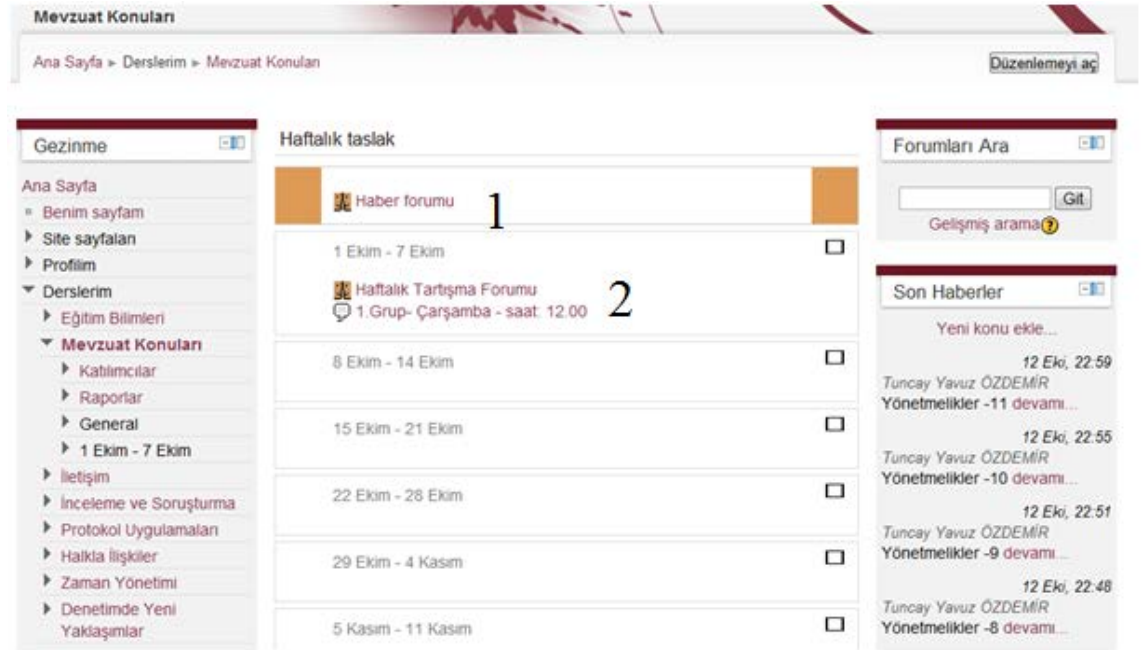 Mevzuat Konuları
Ana Sayfa ► Derslerim ► Mevzuat Konuları
Düzenlemeyi aç
Gezinme
Ana Sayfa
Benim sayfam
Site sayfaları
Profilim
Derslerim
Eğitim Bilimleri
Mevzuat Konuları
Katılımcılar
Raporlar
General
1 Ekim - 7 Ekim
İletişim
İnceleme ve Soruşturma
Protokol Uygulamaları
Halkla İlişkiler
Zaman Yönetimi
Denetimde Yeni
Yaklaşımlar
Haftalık taslak
Haber forumu 1
1 Ekim - 7 Ekim
Haftalık Tartışma Forumu
1.Grup- Çarşamba - saat: 12.00 2
8 Ekim - 14 Ekim
15 Ekim - 21 Ekim
22 Ekim - 28 Ekim
29 Ekim - 4 Kasım
5 Kasım - 11 Kasım
Forumları Ara
Git
Gelişmiş arama ?
Son Haberler
Yeni konu ekle...
12 Eki, 22:59
Tuncay Yavuz ÖZDEMİR
Yönetmelikler -11 devamı...
12 Eki, 22:55
Tuncay Yavuz ÖZDEMİR
Yönetmelikler -10 devamı...
12 Eki, 22:51
Tuncay Yavuz ÖZDEMİR
Yönetmelikler -9 devamı...
12 Eki, 22:48
Tuncay Yavuz ÖZDEMİR
Yönetmelikler -8 devamı...